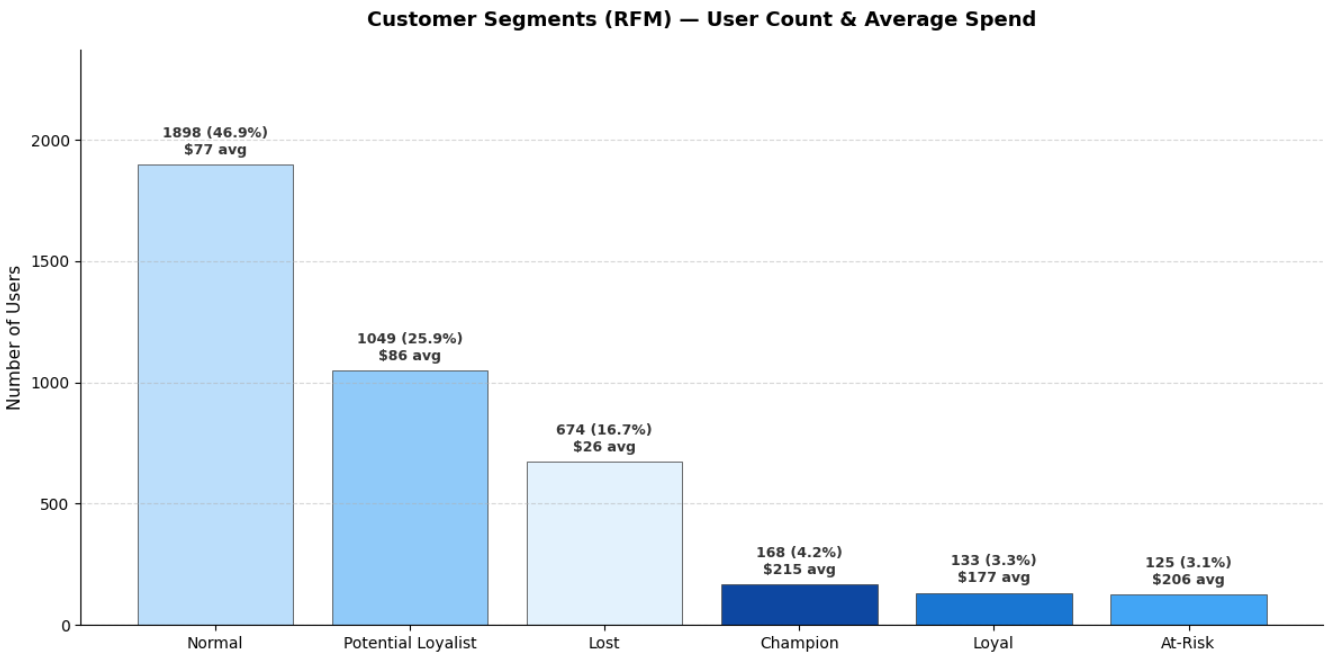 Customer Segments (RFM) — User Count & Average Spend
Number of Users
2000
1500
1000
500
0
1898 (46.9%)
$77 avg
1049 (25.9%)
$86 avg
674 (16.7%)
$26 avg
168 (4.2%)
$215 avg
133 (3.3%)
$177 avg
125 (3.1%)
$206 avg
Normal
Potential Loyalist
Lost
Champion
Loyal
At-Risk